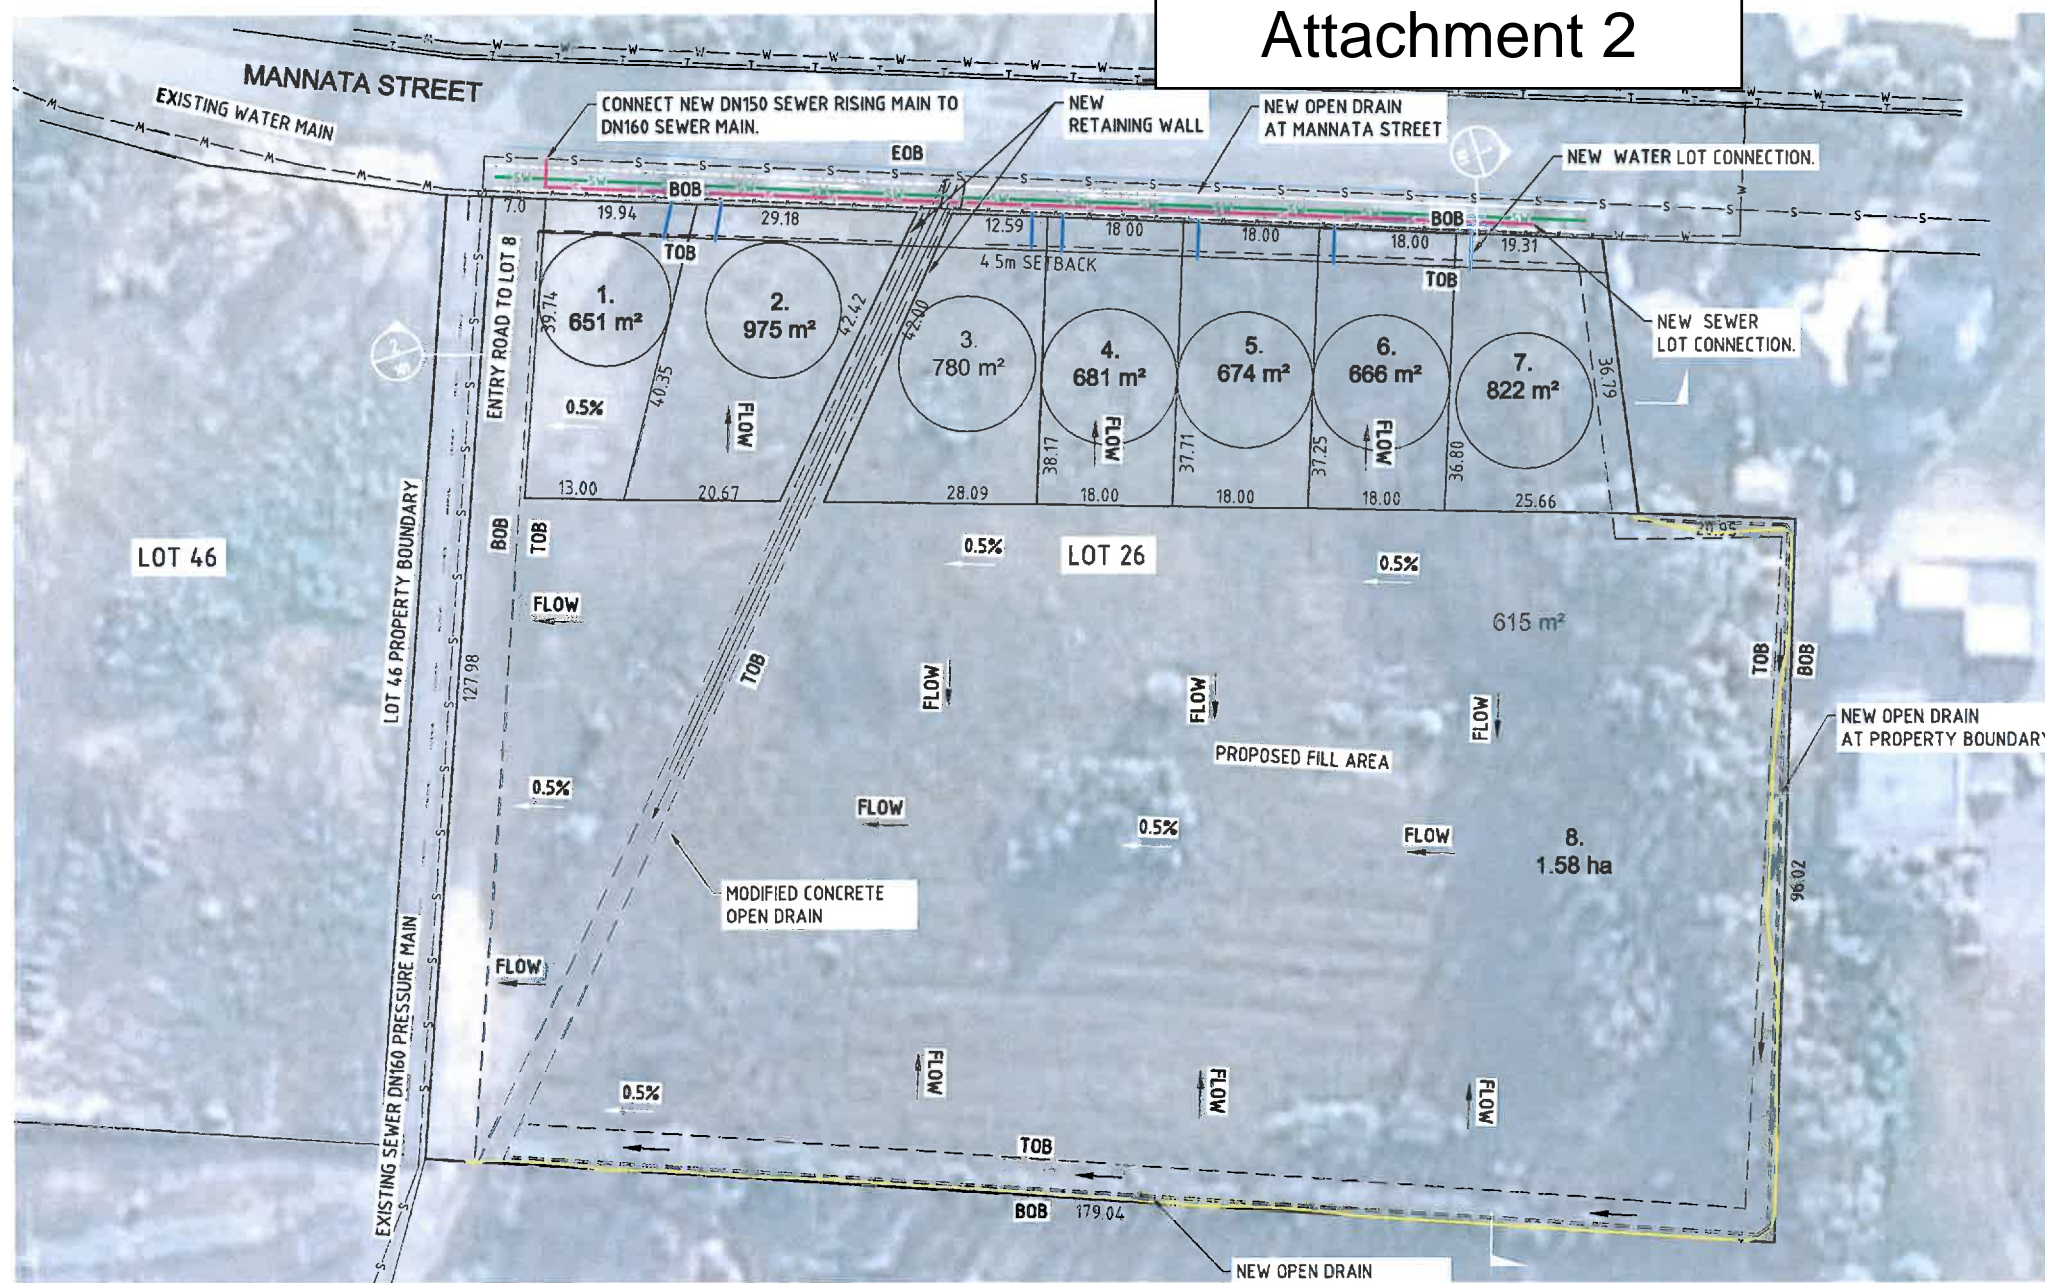 Attachment 2
MANNATA STREET
EXISTING WATER MAIN
CONNECT NEW DN150 SEWER RISING MAIN TO
DN160 SEWER MAIN.
NEW
RETAINING WALL
NEW OPEN DRAIN
AT MANNATA STREET
NEW WATER LOT CONNECTION.
EOB
BOB
BOB
7.0
19.94
29.18
12.59
18.00
18.00
18.00
19.31
TOB
4.5m SETBACK
TOB
NEW SEWER
LOT CONNECTION.
ENTRY ROAD TO LOT 8
39.74
1.
651 m²
40.35
2.
975 m²
42.42
42.00
3.
780 m²
4.
681 m²
5.
674 m²
6.
666 m²
7.
822 m²
36.79
2
1
0.5%
FLOW
FLOW
FLOW
38.17
37.71
37.25
36.80
13.00
20.67
28.09
18.00
18.00
18.00
25.66
20.95
BOB
TOB
LOT 46
LOT 46 PROPERTY BOUNDARY
127.98
0.5%
LOT 26
0.5%
615 m²
FLOW
TOB
FLOW
FLOW
FLOW
TOB
BOB
NEW OPEN DRAIN
AT PROPERTY BOUNDARY
PROPOSED FILL AREA
0.5%
FLOW
0.5%
FLOW
8.
1.58 ha
96.02
MODIFIED CONCRETE
OPEN DRAIN
FLOW
EXISTING SEWER DN160 PRESSURE MAIN
0.5%
FLOW
FLOW
FLOW
TOB
BOB
179.04
NEW OPEN DRAIN